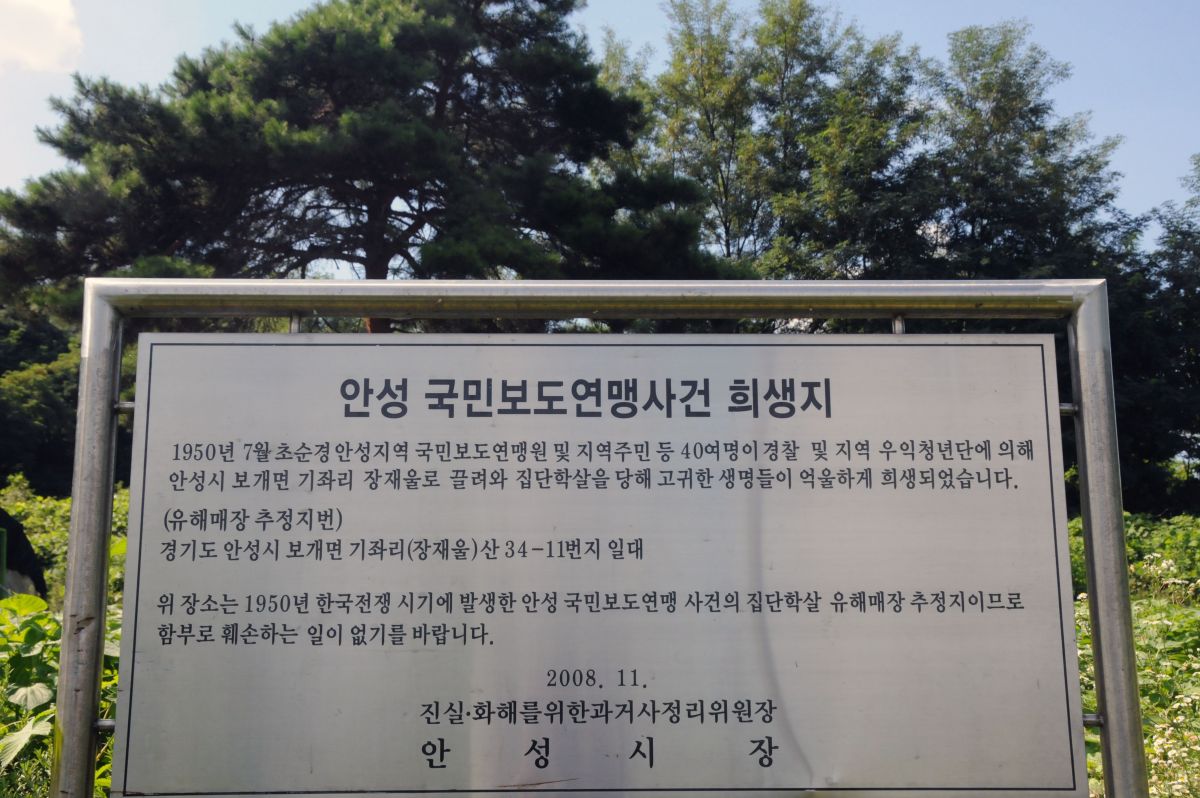 안성 국민보도연맹사건 희생지
1950년 7월 초순경 안성지역 국민보도연맹원 및 지역주민 등 40여명이 경찰 및 지역 우익청년단에 의해
안성시 보개면 기좌리 장재울로 끌려와 집단학살을 당해 고귀한 생명들이 억울하게 희생되었습니다.
(유해매장 추정지번)
경기도 안성시 보개면 기좌리(장재울)산 34-11번지 일대
위 장소는 1950년 한국전쟁 시기에 발생한 안성 국민보도연맹 사건의 집단학살 유해매장 추정지이므로
함부로 훼손하는 일이 없기를 바랍니다.
2008. 11.
진실·화해를위한과거사정리위원장
안 성 시 장